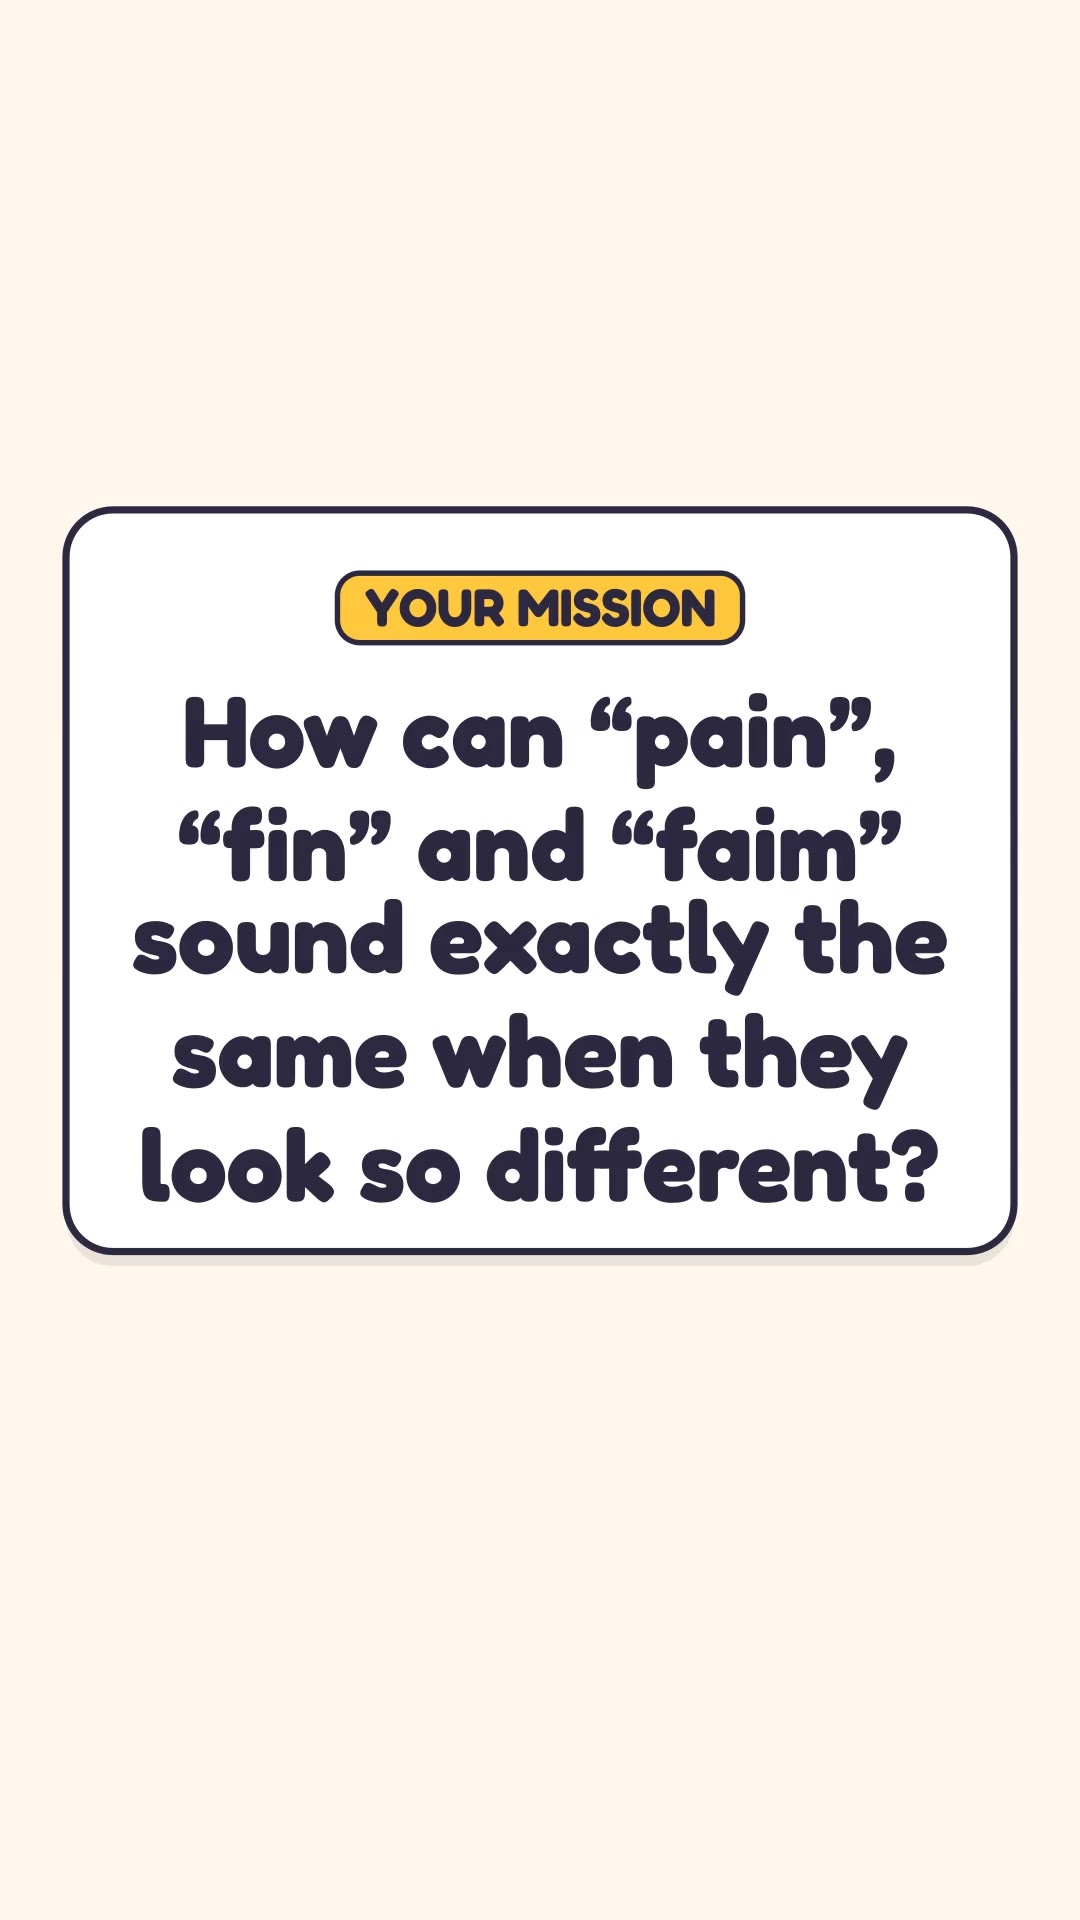 YOUR MISSION
How can “pain”,
“fin” and “faim”
sound exactly the
same when they
look so different?